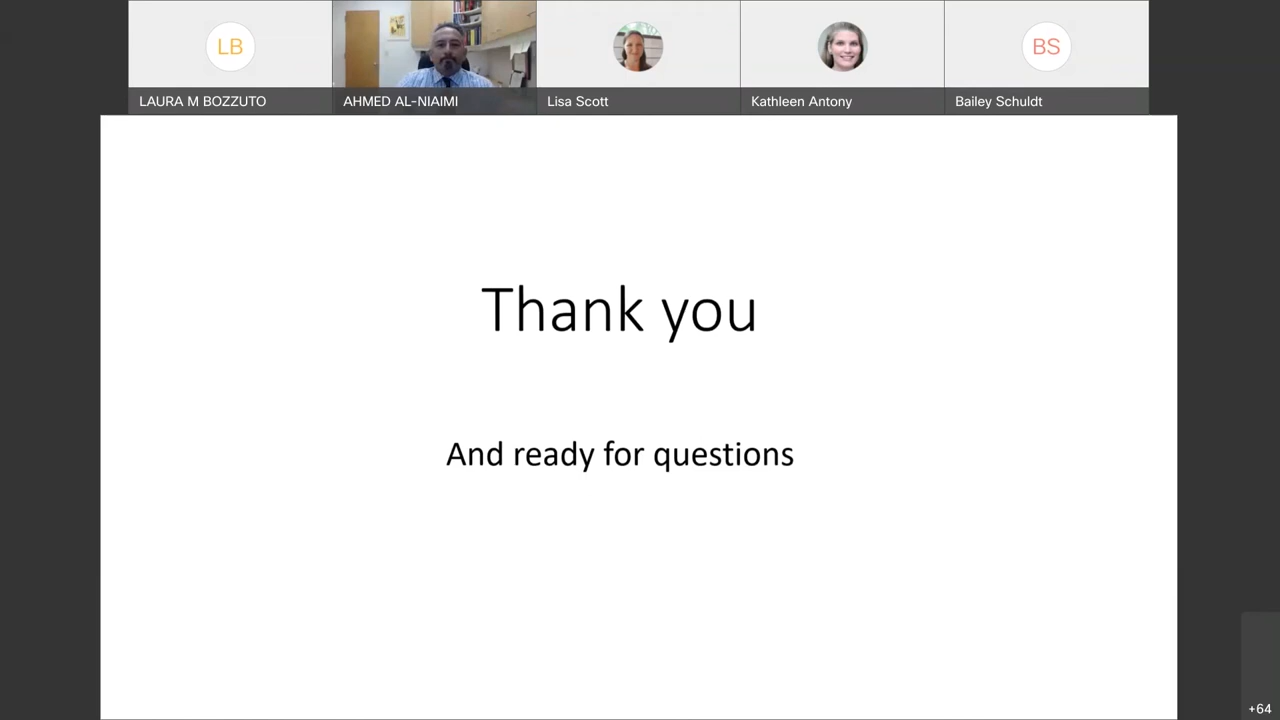 LB
BS
LAURA M BOZZUTO
AHMED AL-NIAIMI
Lisa Scott
Kathleen Antony
Bailey Schuldt
Thank you
And ready for questions
+64